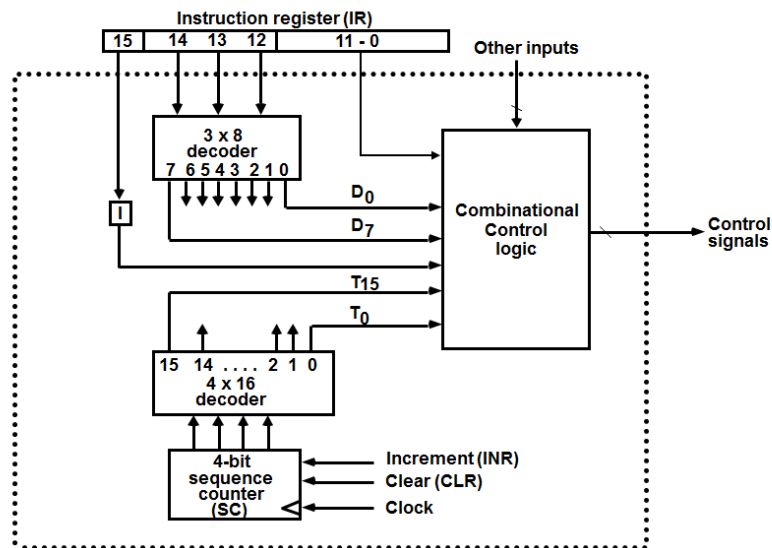 Instruction register (IR)
15 14 13 12 11 - 0
Other inputs
3 x 8
decoder
7 6 5 4 3 2 1 0
D0
I
D7
Combinational
Control
logic
Control
signals
T15
T0
15 14 . . . . 2 1 0
4 x 16
decoder
4-bit
sequence
counter
(SC)
Increment (INR)
Clear (CLR)
Clock